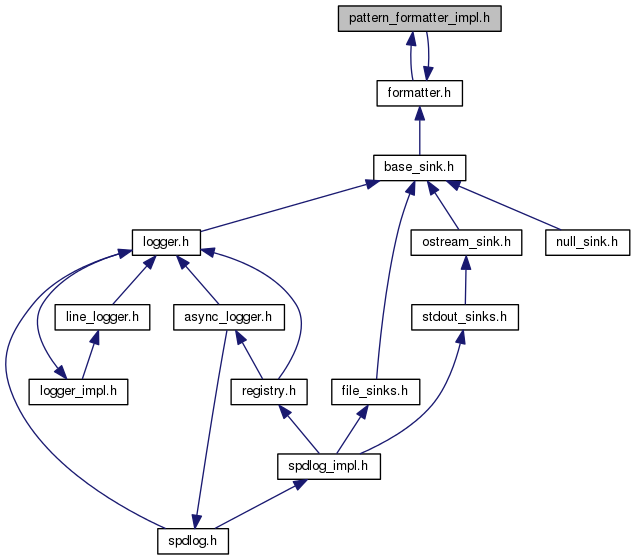 pattern_formatter_impl.h
formatter.h
base_sink.h
logger.h
ostream_sink.h
null_sink.h
line_logger.h
async_logger.h
stdout_sinks.h
logger_impl.h
registry.h
file_sinks.h
spdlog_impl.h
spdlog.h